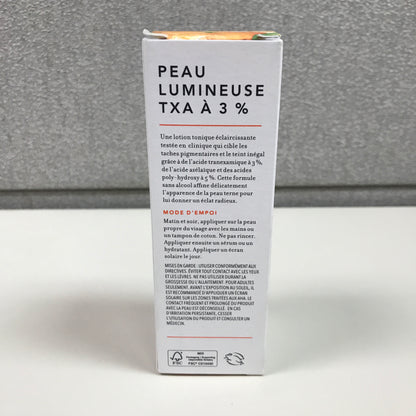 PEAU
LUMINEUSE
TXA À 3 %
Une lotion tonique éclaircissante
testée en clinique qui cible les
taches pigmentaires et le teint inégal
grâce à de l'acide tranexamique à 3 %,
de l'acide azélaïque et des acides
poly-hydroxy à 5 %. Cette formule
sans alcool affine délicatement
l'apparence de la peau terne pour
lui donner un éclat radieux.
MODE D'EMPLOI
Matin et soir, appliquer sur la peau
propre du visage avec les mains ou
un tampon de coton. Ne pas rincer.
Appliquer ensuite un sérum ou un
hydratant. Appliquer un écran
solaire le jour.
MISES EN GARDE : UTILISER CONFORMÉMENT AUX
DIRECTIVES. ÉVITER TOUT CONTACT AVEC LES YEUX
ET LES LÈVRES. NE PAS UTILISER DURANT LA
GROSSESSE OU L'ALLAITEMENT. POUR ADULTES
SEULEMENT. AVANT L'EXPOSITION AU SOLEIL, IL
EST RECOMMANDÉ D'APPLIQUER UN ÉCRAN
SOLAIRE SUR LES ZONES TRAITÉES AUX AHA. LE
CONTACT FRÉQUENT ET PROLONGÉ DU PRODUIT
AVEC LA PEAU EST DÉCONSEILLÉ. EN CAS
D'IRRITATION PERSISTANTE, CESSER
L'UTILISATION DU PRODUIT ET CONSULTER UN
MÉDECIN.
FSC
MIX
Packaging | Supporting
responsible forestry